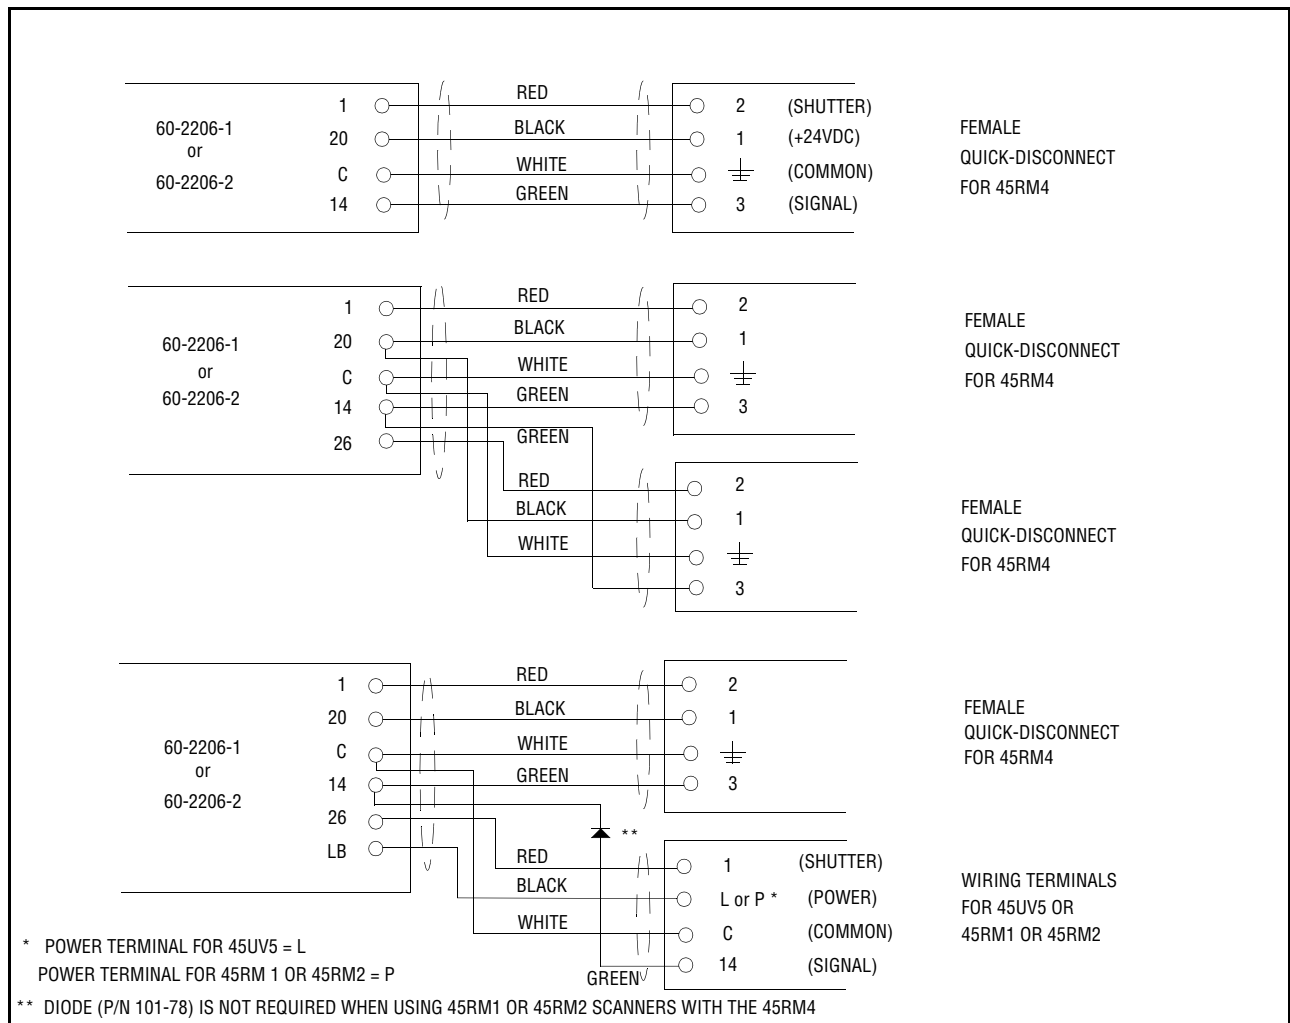 1 RED 2 (SHUTTER)
60-2206-1 20 BLACK 1 (+24VDC) FEMALE
or QUICK-DISCONNECT
60-2206-2 C WHITE (COMMON) FOR 45RM4
14 GREEN 3 (SIGNAL)
1 RED 2
60-2206-1 20 BLACK 1 FEMALE
or QUICK-DISCONNECT
60-2206-2 C WHITE FOR 45RM4
14 GREEN 3
26 GREEN
RED 2
BLACK 1 FEMALE
WHITE QUICK-DISCONNECT
3 FOR 45RM4
1 RED 2
20 BLACK 1 FEMALE
60-2206-1 C WHITE QUICK-DISCONNECT
or FOR 45RM4
60-2206-2 14 GREEN 3
26 **
LB RED 1 (SHUTTER)
BLACK L or P * (POWER) WIRING TERMINALS
WHITE C (COMMON) FOR 45UV5 OR
GREEN 14 (SIGNAL) 45RM1 OR 45RM2
* POWER TERMINAL FOR 45UV5 = L
POWER TERMINAL FOR 45RM 1 OR 45RM2 = P
** DIODE (P/N 101-78) IS NOT REQUIRED WHEN USING 45RM1 OR 45RM2 SCANNERS WITH THE 45RM4